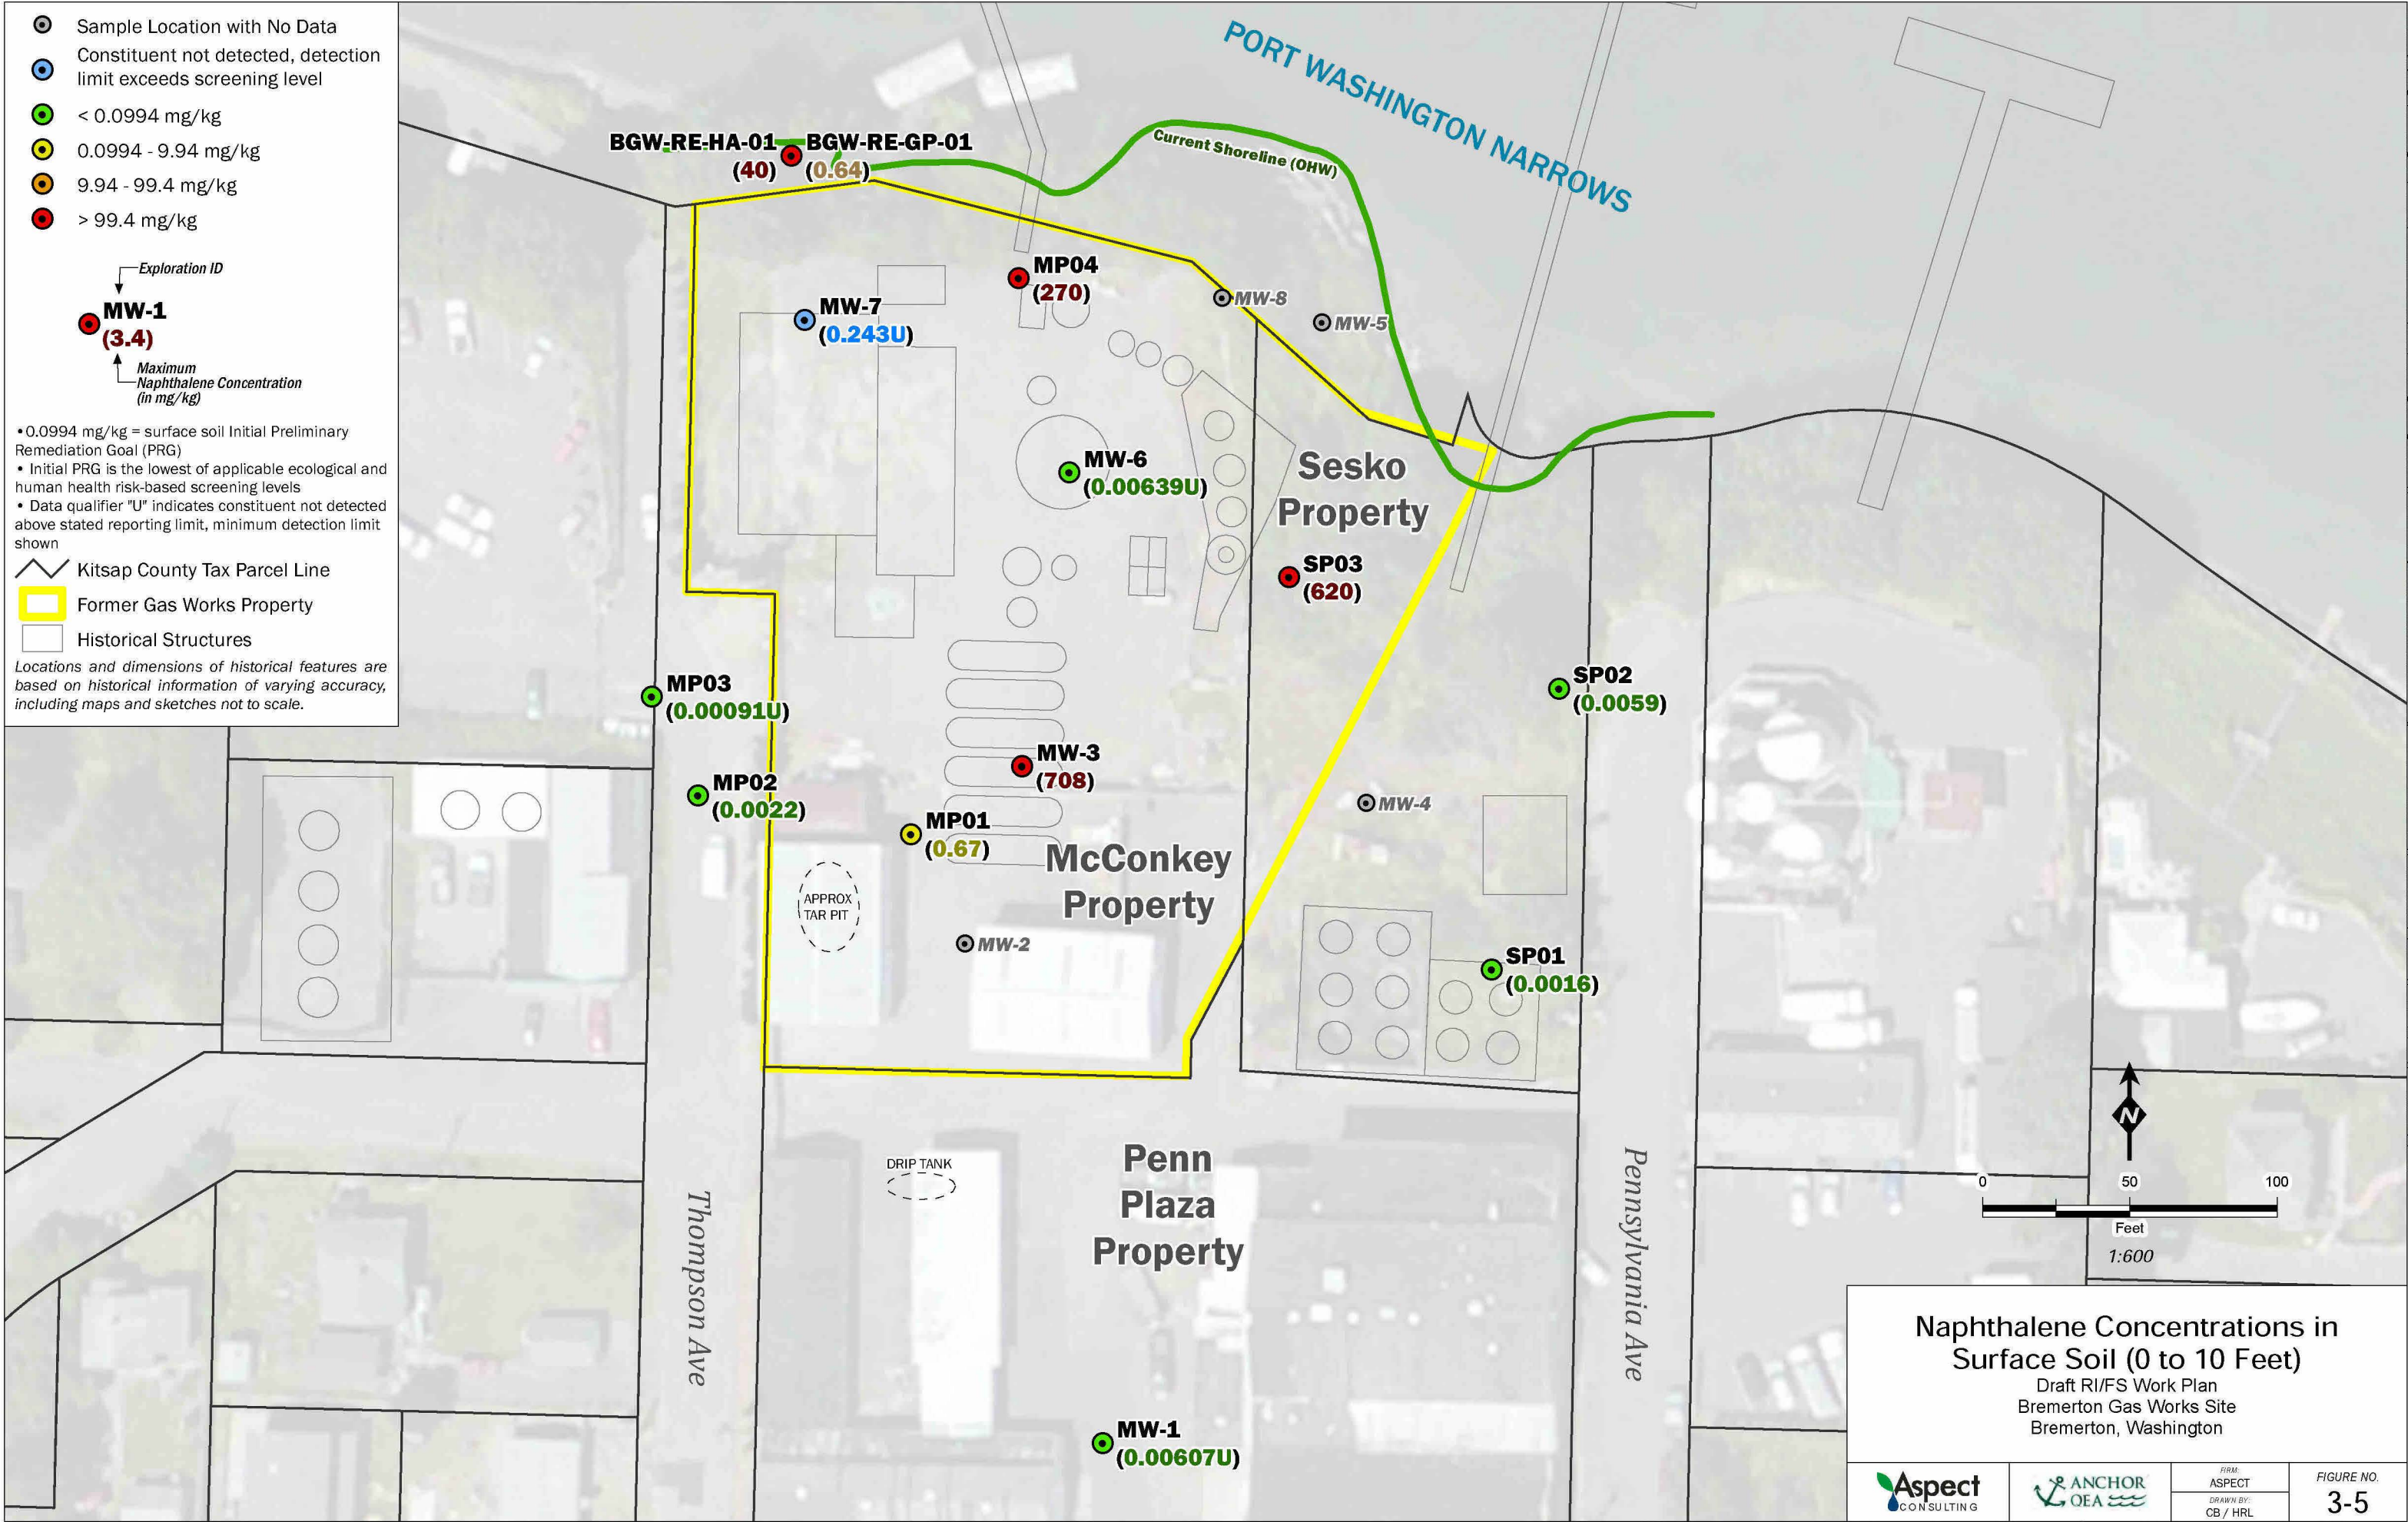 Sample Location with No Data
Constituent not detected, detection
limit exceeds screening level
< 0.0994 mg/kg
0.0994 - 9.94 mg/kg
9.94 - 99.4 mg/kg
> 99.4 mg/kg
Exploration ID
MW-1
(3.4)
Maximum
Naphthalene Concentration
(in mg/kg)
•0.0994 mg/kg = surface soil Initial Preliminary
Remediation Goal (PRG)
• Initial PRG is the lowest of applicable ecological and
human health risk-based screening levels
• Data qualifier "U" indicates constituent not detected
above stated reporting limit, minimum detection limit
shown
Kitsap County Tax Parcel Line
Former Gas Works Property
Historical Structures
Locations and dimensions of historical features are
based on historical information of varying accuracy,
including maps and sketches not to scale.
PORT WASHINGTON NARROWS
Current Shoreline (OHW)
BGW-RE-HA-01
(40)
BGW-RE-GP-01
(0.64)
MP04
(270)
MW-7
(0.243U)
MW-8
MW-5
MW-6
(0.00639U)
Sesko
Property
SP03
(620)
MP03
(0.00091U)
SP02
(0.0059)
MW-3
(708)
MP02
(0.0022)
MW-4
MP01
(0.67)
McConkey
Property
APPROX
TAR PIT
MW-2
SP01
(0.0016)
DRIP TANK
Penn
Plaza
Property
Thompson Ave
Pennsylvania Ave
MW-1
(0.00607U)
N
0 50 100
Feet
1:600
Naphthalene Concentrations in
Surface Soil (0 to 10 Feet)
Draft RI/FS Work Plan
Bremerton Gas Works Site
Bremerton, Washington
Aspect
CONSULTING
ANCHOR
QEA
FIRM:
ASPECT
DRAWN BY:
CB / HRL
FIGURE NO.
3-5